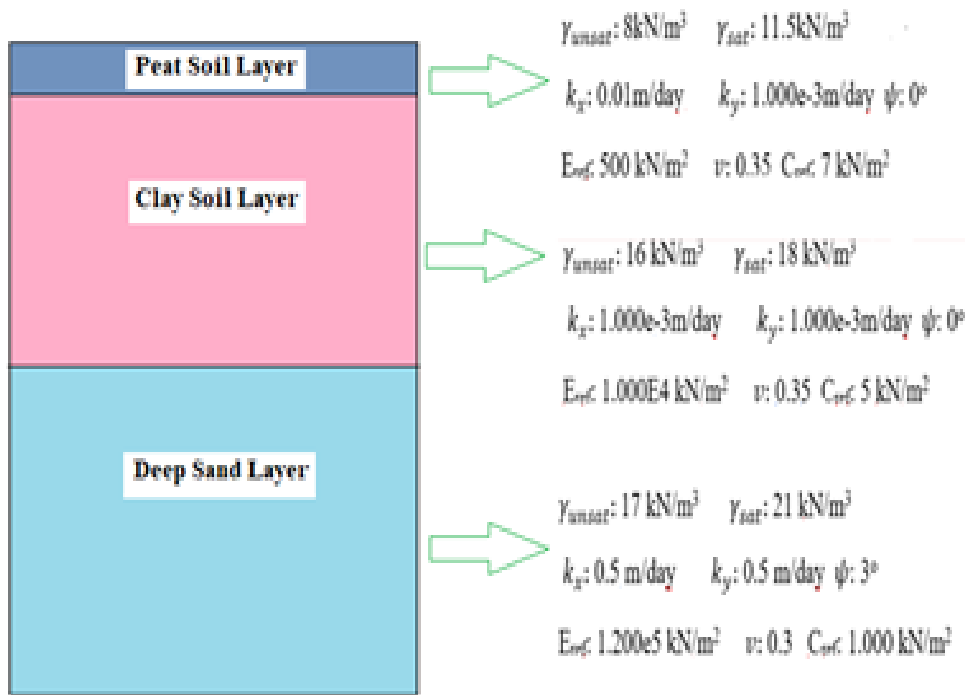 γunsat: 8kN/m³ γsat: 11.5kN/m³
Peat Soil Layer
kx: 0.01m/day ky: 1.000e-3m/day ψ: 0°
Eref: 500 kN/m² ν: 0.35 Cref: 7 kN/m²
Clay Soil Layer
γunsat: 16 kN/m³ γsat: 18 kN/m³
kx: 1.000e-3m/day ky: 1.000e-3m/day ψ: 0°
Eref: 1.000E4 kN/m² ν: 0.35 Cref: 5 kN/m²
Deep Sand Layer
γunsat: 17 kN/m³ γsat: 21 kN/m³
kx: 0.5 m/day ky: 0.5 m/day ψ: 3°
Eref: 1.200e5 kN/m² ν: 0.3 Cref: 1.000 kN/m²